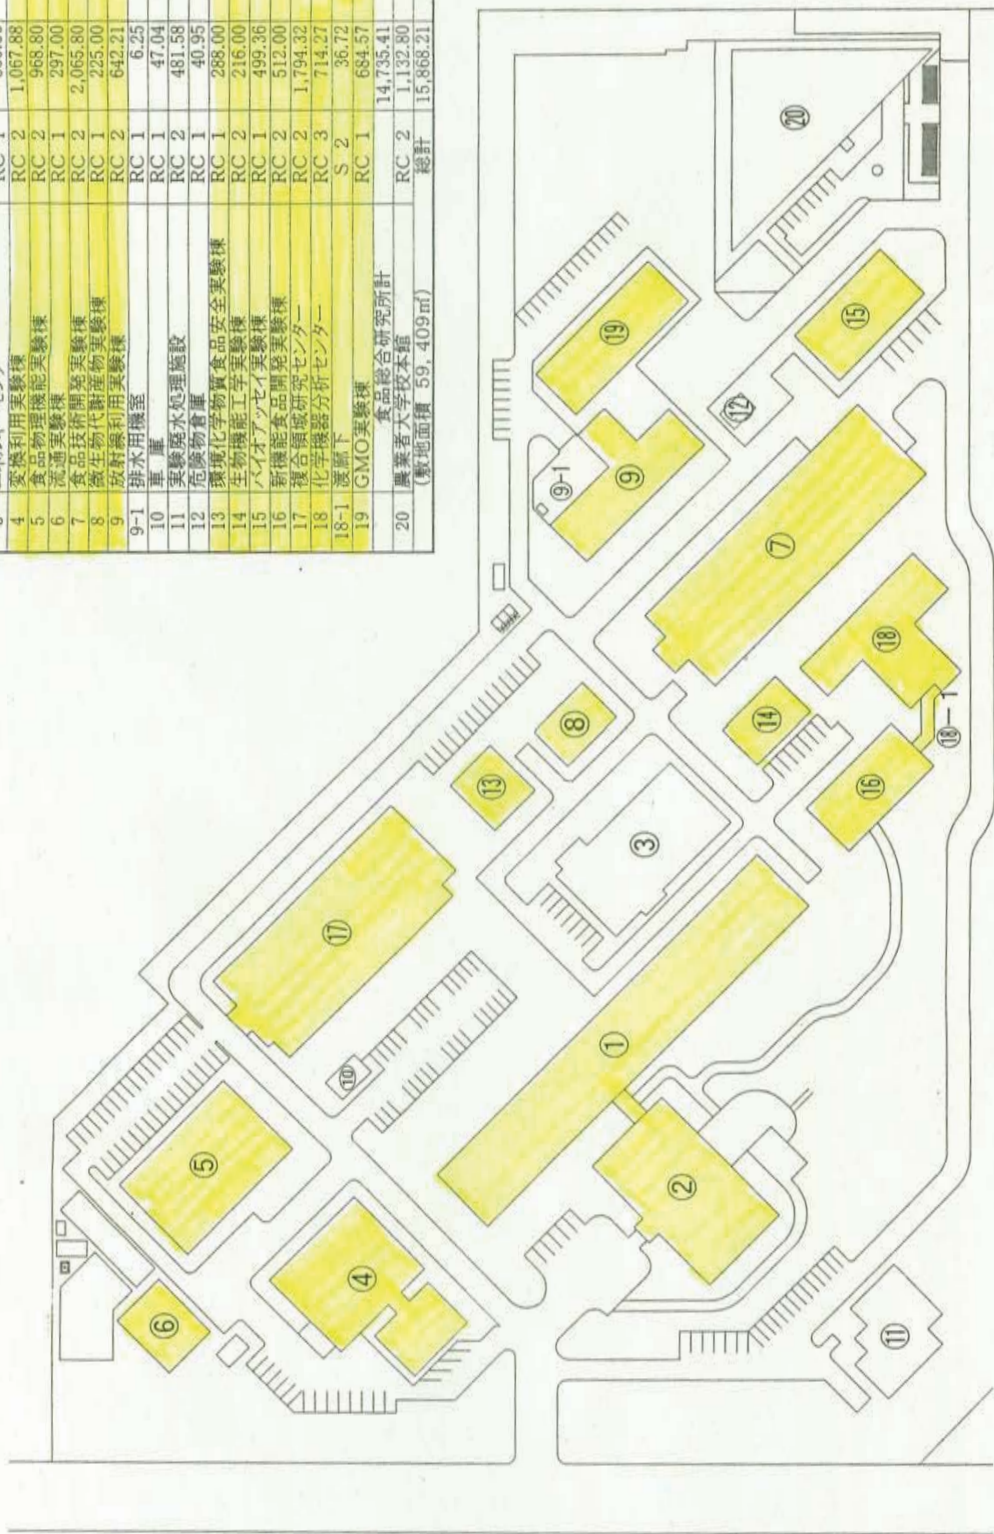 4 変換利用実験棟 RC 2 1,067.88
5 食品物理機能実験棟 RC 2 968.80
6 流通実験棟 RC 1 297.00
7 食品技術開発実験棟 RC 2 2,065.80
8 微生物代謝産物実験棟 RC 1 225.00
9 放射線利用実験棟 RC 2 642.21
9-1 排水用機室 RC 1 6.25
10 車庫 RC 1 47.04
11 実験廃水処理施設 RC 2 481.58
12 危険物倉庫 RC 1 40.95
13 環境化学物質食品安全実験棟 RC 1 288.00
14 生物機能工学実験棟 RC 2 216.00
15 バイオアッセイ実験棟 RC 1 499.36
16 新機能食品開発実験棟 RC 2 512.00
17 複合領域研究センター RC 2 1,794.32
18 化学機器分析センター RC 3 714.27
18-1 渡廊下 S 2 36.72
19 GMO実験棟 RC 1 684.57
食品総合研究所計 14,735.41
20 農業者大学校本館 RC 2 1,132.80
(敷地面積 59,409㎡) 総計 15,868.21
⑥
⑤
④
⑰
⑩
①
②
⑪
⑬
⑧
③
⑨-1
⑨
⑲
⑫
⑦
⑭
⑱
⑯
⑱-1
⑮
⑳